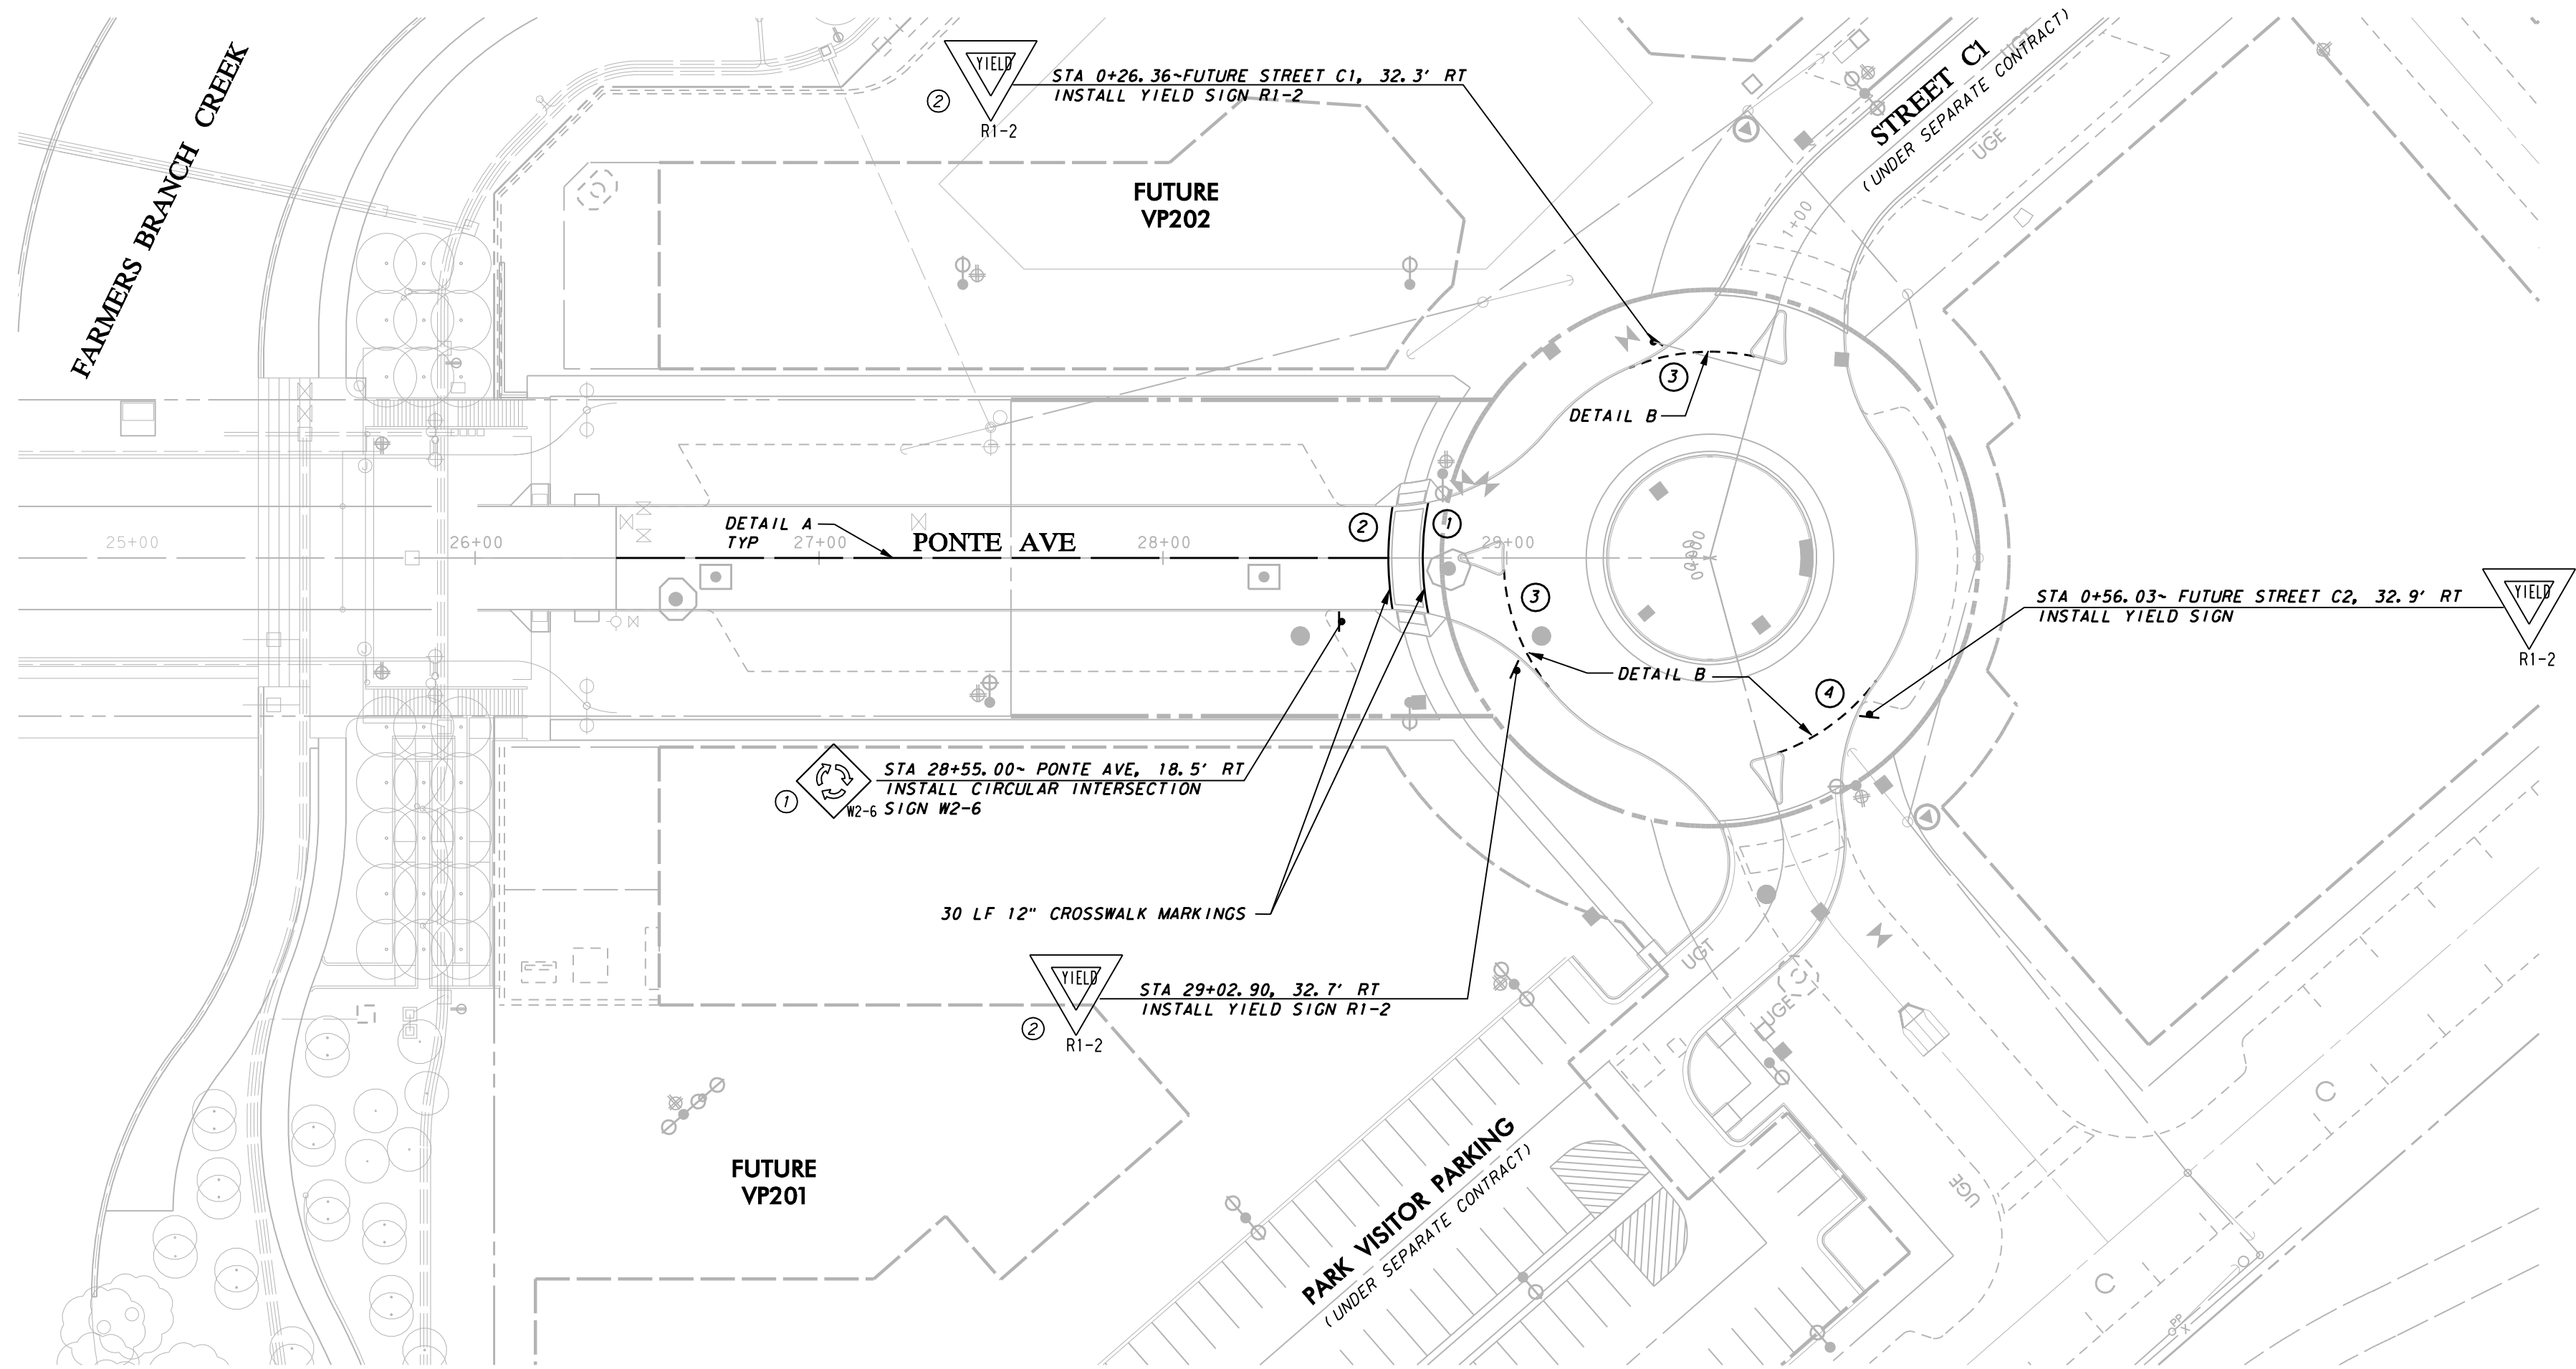 FARMERS BRANCH CREEK
YIELD
R1-2
2
STA 0+26.36~FUTURE STREET C1, 32.3' RT
INSTALL YIELD SIGN R1-2
STREET C1
(UNDER SEPARATE CONTRACT)
UGT
UGE
1+00
FUTURE
VP202
3
DETAIL B
DETAIL A
TYP
PONTE AVE
25+00
26+00
27+00
28+00
29+00
0+00
0+00
2
1
3
DETAIL B
4
STA 0+56.03~ FUTURE STREET C2, 32.9' RT
INSTALL YIELD SIGN
YIELD
R1-2
1
W2-6
STA 28+55.00~ PONTE AVE, 18.5' RT
INSTALL CIRCULAR INTERSECTION
SIGN W2-6
30 LF 12" CROSSWALK MARKINGS
YIELD
R1-2
2
STA 29+02.90, 32.7' RT
INSTALL YIELD SIGN R1-2
UGT
UGE
UGE
FUTURE
VP201
PARK VISITOR PARKING
(UNDER SEPARATE CONTRACT)
C
C
PP